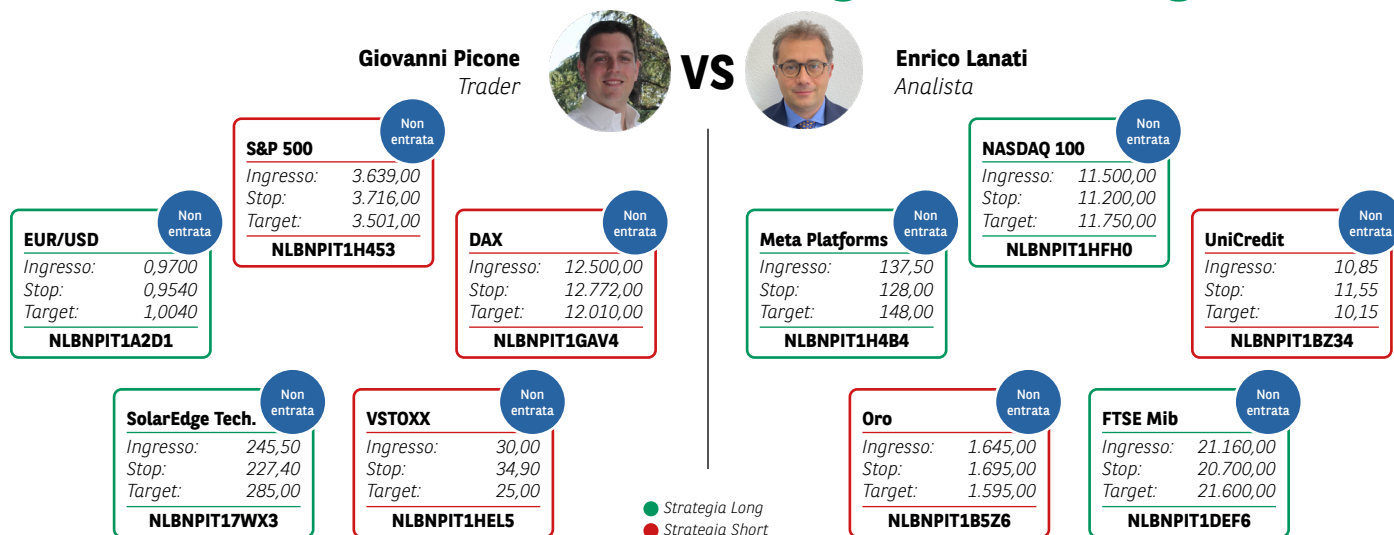 Giovanni Picone
Trader
VS
Enrico Lanati
Analista
Non
entrata
S&P 500
Ingresso: 3.639,00
Stop: 3.716,00
Target: 3.501,00
NLBNPIT1H453
Non
entrata
EUR/USD
Ingresso: 0,9700
Stop: 0,9540
Target: 1,0040
NLBNPIT1A2D1
Non
entrata
DAX
Ingresso: 12.500,00
Stop: 12.772,00
Target: 12.010,00
NLBNPIT1GAV4
Non
entrata
SolarEdge Tech.
Ingresso: 245,50
Stop: 227,40
Target: 285,00
NLBNPIT17WX3
Non
entrata
VSTOXX
Ingresso: 30,00
Stop: 34,90
Target: 25,00
NLBNPIT1HEL5
Non
entrata
NASDAQ 100
Ingresso: 11.500,00
Stop: 11.200,00
Target: 11.750,00
NLBNPIT1HFH0
Non
entrata
Meta Platforms
Ingresso: 137,50
Stop: 128,00
Target: 148,00
NLBNPIT1H4B4
Non
entrata
UniCredit
Ingresso: 10,85
Stop: 11,55
Target: 10,15
NLBNPIT1BZ34
Non
entrata
Oro
Ingresso: 1.645,00
Stop: 1.695,00
Target: 1.595,00
NLBNPIT1B5Z6
Non
entrata
FTSE Mib
Ingresso: 21.160,00
Stop: 20.700,00
Target: 21.600,00
NLBNPIT1DEF6
Strategia Long
Strategia Short